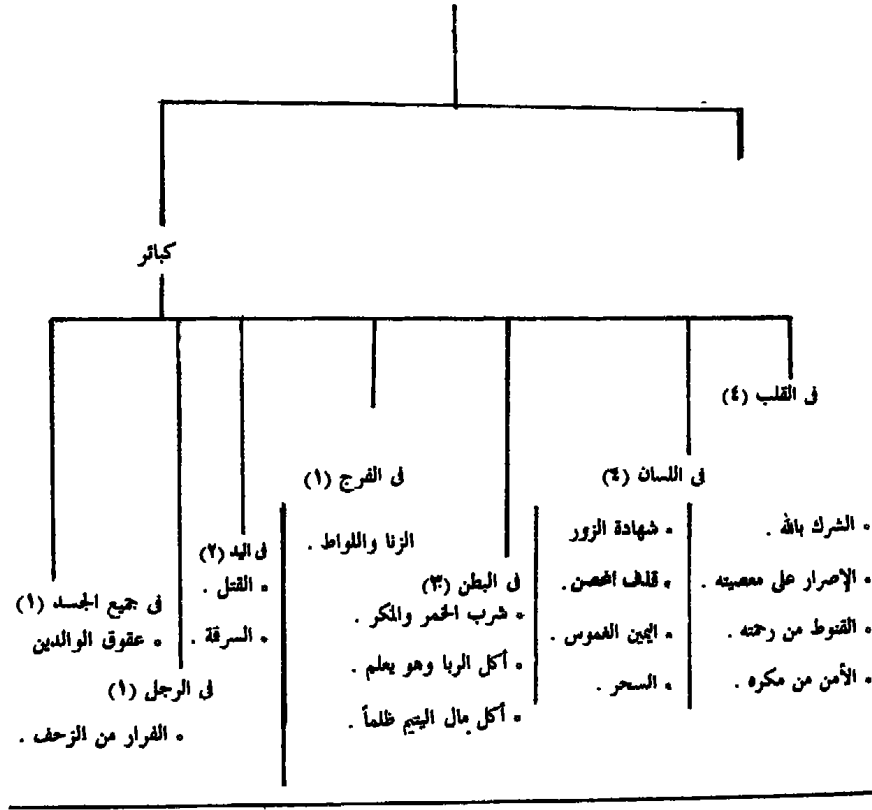 كبائر
فى القلب (٤)
• الشرك بالله .
• الإصرار على معصيته .
• القنوط من رحمته .
• الأمن من مكره .
فى اللسان (٤)
• شهادة الزور
• قذف المحصن .
• اليمين الغموس .
• السحر .
فى البطن (٣)
• شرب الخمر والمكر .
• أكل الربا وهو يعلم .
• أكل مال اليتيم ظلماً .
فى الفرج (١)
الزنا واللواط .
فى اليد (٢)
• القتل .
• السرقة .
فى الرجل (١)
• الفرار من الزحف .
فى جميع الجسد (١)
• عقوق الوالدين